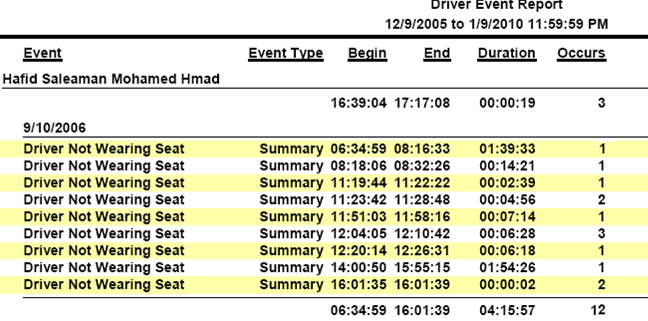 Driver Event Report
12/9/2005 to 1/9/2010 11:59:59 PM
Event Event Type Begin End Duration Occurs
Hafid Saleaman Mohamed Hmad
16:39:04 17:17:08 00:00:19 3
9/10/2006
Driver Not Wearing Seat Summary 06:34:59 08:16:33 01:39:33 1
Driver Not Wearing Seat Summary 08:18:06 08:32:26 00:14:21 1
Driver Not Wearing Seat Summary 11:19:44 11:22:22 00:02:39 1
Driver Not Wearing Seat Summary 11:23:42 11:28:48 00:04:56 2
Driver Not Wearing Seat Summary 11:51:03 11:58:16 00:07:14 1
Driver Not Wearing Seat Summary 12:04:05 12:10:42 00:06:28 3
Driver Not Wearing Seat Summary 12:20:14 12:26:31 00:06:18 1
Driver Not Wearing Seat Summary 14:00:50 15:55:15 01:54:26 1
Driver Not Wearing Seat Summary 16:01:35 16:01:39 00:00:02 2
06:34:59 16:01:39 04:15:57 12